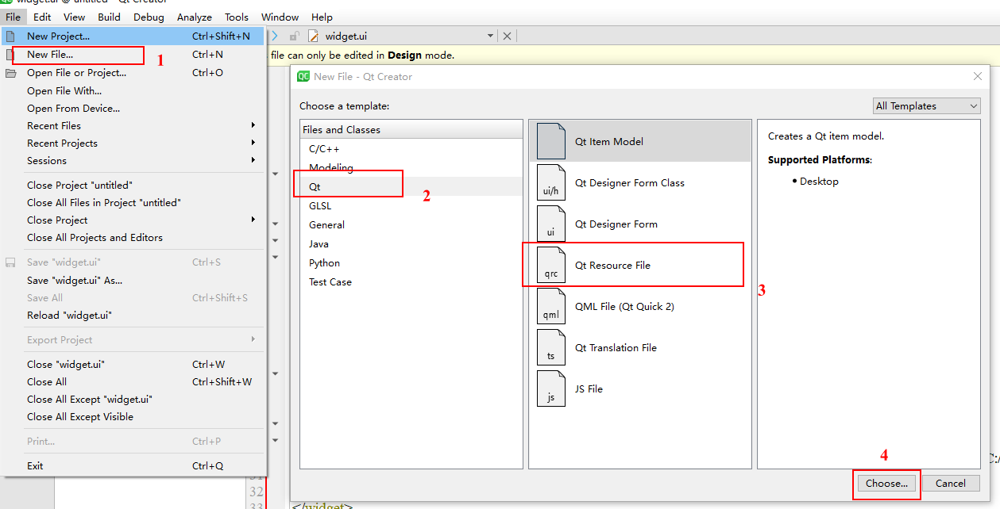 widget.ui @ untitled - Qt Creator
File Edit View Build Debug Analyze Tools Window Help
New Project... Ctrl+Shift+N
New File... Ctrl+N
1
Open File or Project... Ctrl+O
Open File With...
Open From Device...
Recent Files
Recent Projects
Sessions
Close Project "untitled"
Close All Files in Project "untitled"
Close Project
Close All Projects and Editors
Save "widget.ui" Ctrl+S
Save "widget.ui" As...
Save All Ctrl+Shift+S
Reload "widget.ui"
Export Project
Close "widget.ui" Ctrl+W
Close All Ctrl+Shift+W
Close All Except "widget.ui"
Close All Except Visible
Print... Ctrl+P
Exit Ctrl+Q
widget.ui
file can only be edited in Design mode.
QC New File - Qt Creator
Choose a template:
All Templates
Files and Classes
C/C++
Modeling
Qt
2
GLSL
General
Java
Python
Test Case
Qt Item Model
ui/h Qt Designer Form Class
ui Qt Designer Form
qrc Qt Resource File
3
qml QML File (Qt Quick 2)
ts Qt Translation File
js JS File
Creates a Qt item model.
Supported Platforms:
• Desktop
4
Choose... Cancel
C:/
31
32
33
</widget>